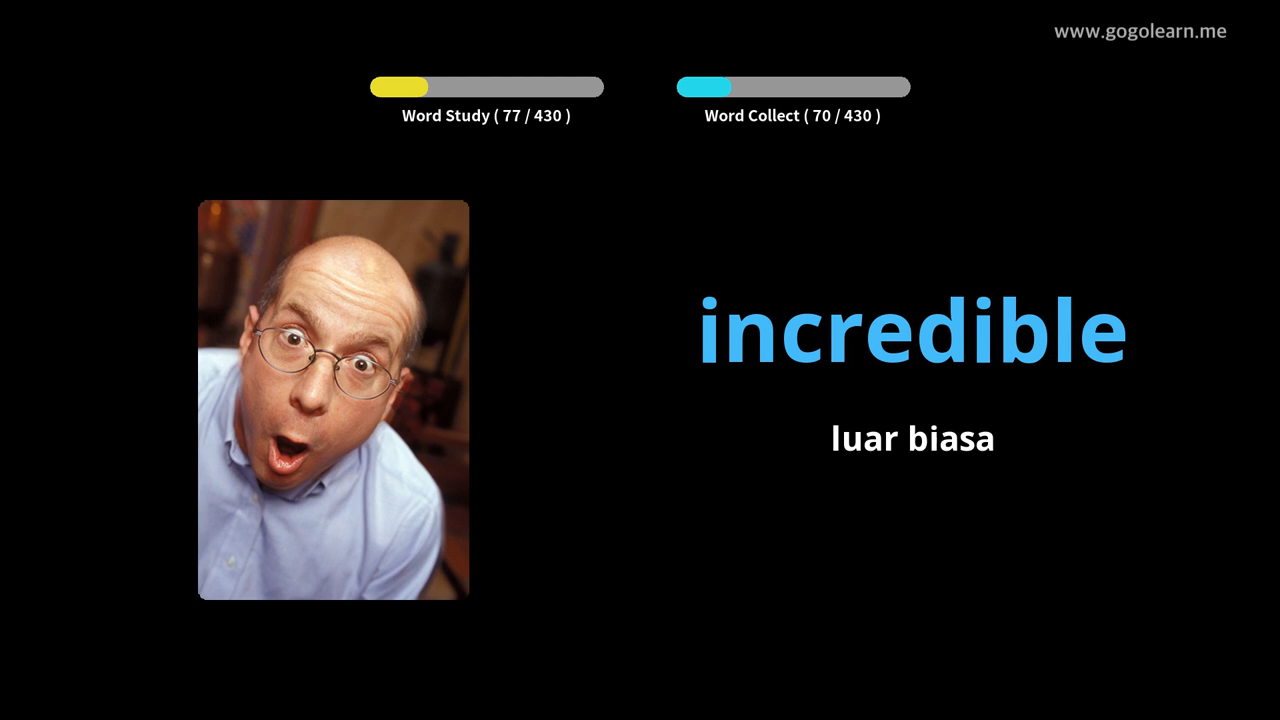 www.gogolearn.me
Word Study ( 77 / 430 )
Word Collect ( 70 / 430 )
incredible
luar biasa